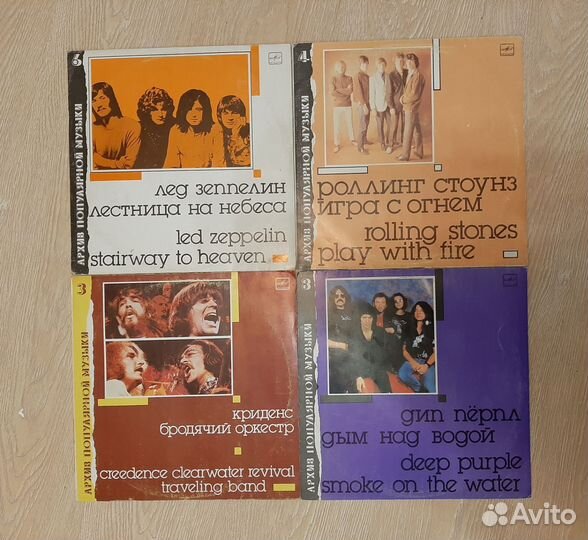 6
АРХИВ ПОПУЛЯРНОЙ МУЗЫКИ
лед зеппелин
лестница на небеса
led zeppelin
stairway to heaven
4
АРХИВ ПОПУЛЯРНОЙ МУЗЫКИ
роллинг стоунз
игра с огнем
rolling stones
play with fire
3
АРХИВ ПОПУЛЯРНОЙ МУЗЫКИ
криденс
бродячий оркестр
creedence clearwater revival
traveling band
3
АРХИВ ПОПУЛЯРНОЙ МУЗЫКИ
дип пёрпл
дым над водой
deep purple
smoke on the water
Avito